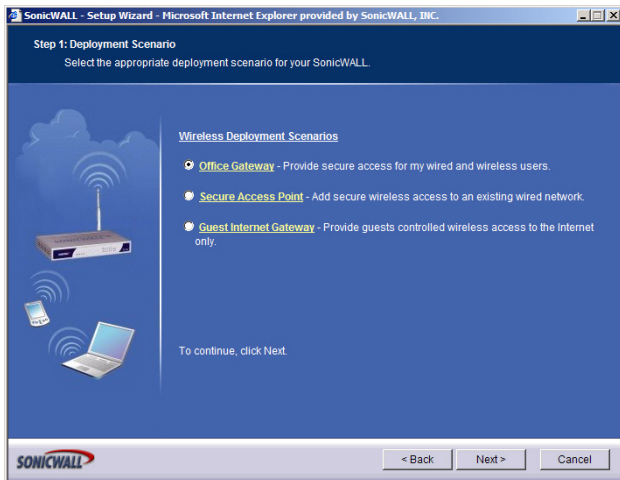 SonicWALL - Setup Wizard - Microsoft Internet Explorer provided by SonicWALL, INC.
Step 1: Deployment Scenario
Select the appropriate deployment scenario for your SonicWALL.
Wireless Deployment Scenarios
Office Gateway - Provide secure access for my wired and wireless users.
Secure Access Point - Add secure wireless access to an existing wired network.
Guest Internet Gateway - Provide guests controlled wireless access to the Internet
only.
To continue, click Next.
SONICWALL
< Back
Next >
Cancel